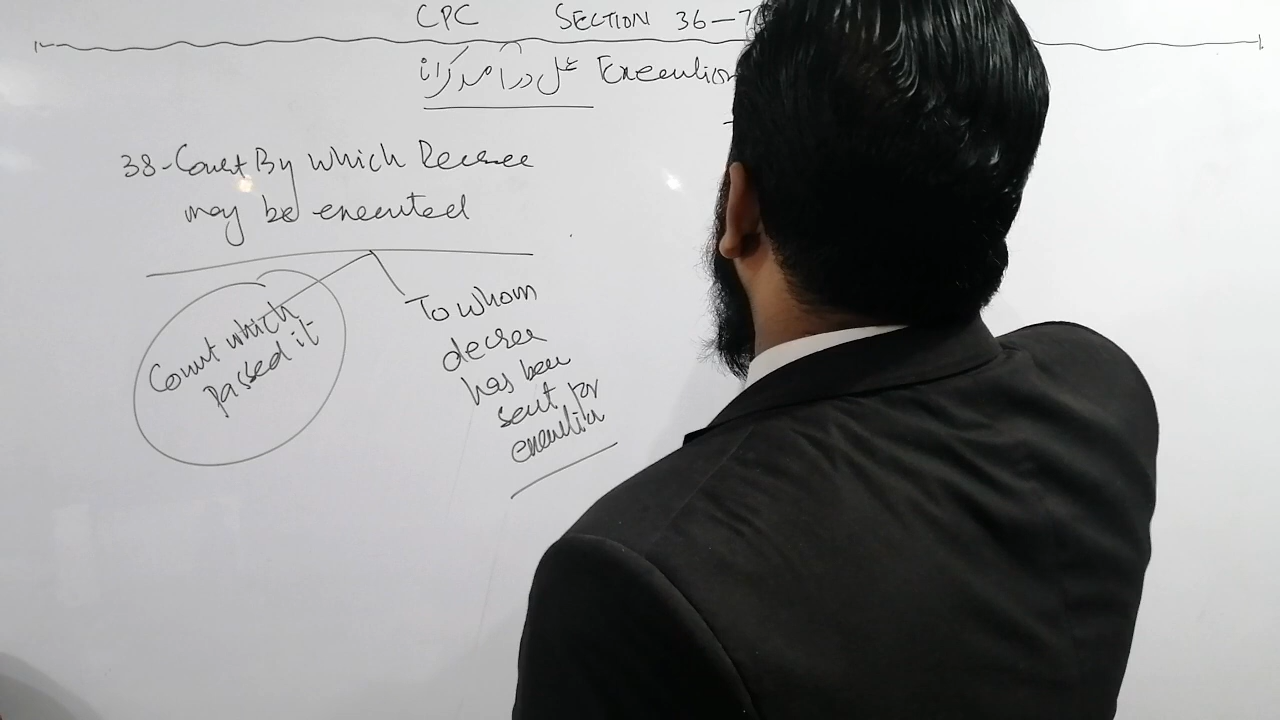 CPC SECTION 36-7
عمل درآمد کرانا Execution
38-Court By which Decree
may be executed
Court which
passed it
To whom
decree
has been
sent for
execution